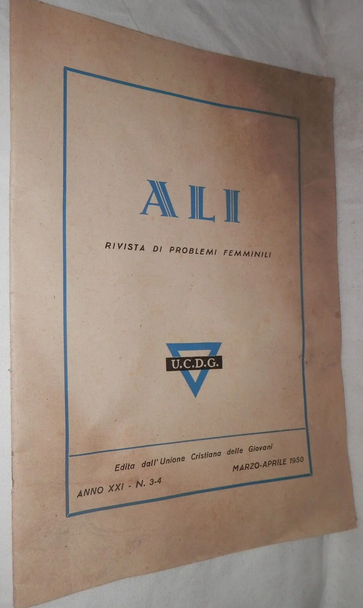 ALI
RIVISTA DI PROBLEMI FEMMINILI
U.C.D.G.
Edita dall'Unione Cristiana delle Giovani
ANNO XXI - N. 3-4 MARZO-APRILE 1950